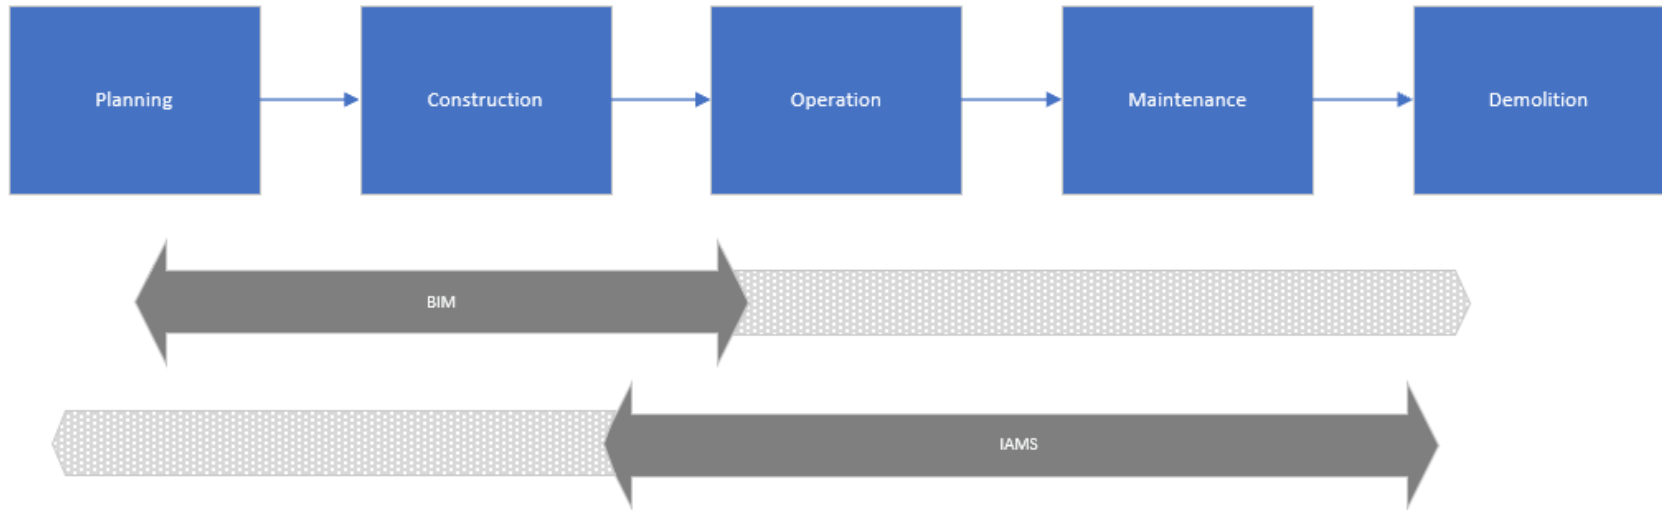 Planning
Construction
Operation
Maintenance
Demolition
BIM
IAMS